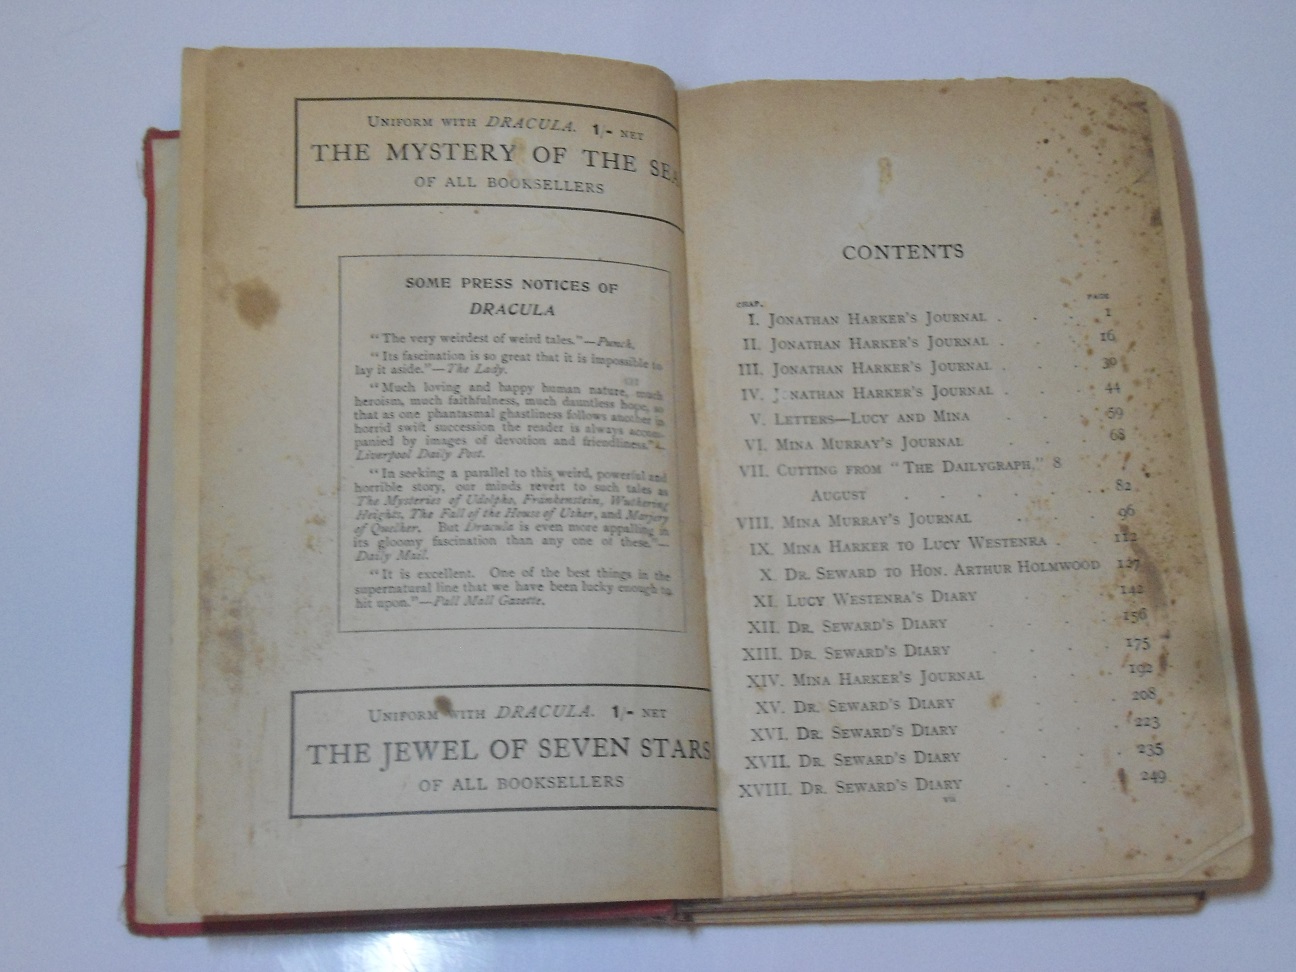 UNIFORM WITH DRACULA. 1/- NET
THE MYSTERY OF THE SEA
OF ALL BOOKSELLERS
SOME PRESS NOTICES OF
DRACULA
"The very weirdest of weird tales."—Punch.
"Its fascination is so great that it is impossible to
lay it aside."—The Lady.
"Much loving and happy human nature, much
heroism, much faithfulness, much dauntless hope, so
that as one phantasmal ghastliness follows another in
horrid swift succession the reader is always accom-
panied by images of devotion and friendliness."—
Liverpool Daily Post.
"In seeking a parallel to this weird, powerful and
horrible story, our minds revert to such tales as
The Mysteries of Udolpho, Frankenstein, Wuthering
Heights, The Fall of the House of Usher, and Marjery
of Quelher. But Dracula is even more appalling in
its gloomy fascination than any one of these."—
Daily Mail.
"It is excellent. One of the best things in the
supernatural line that we have been lucky enough to
hit upon."—Pall Mall Gazette.
UNIFORM WITH DRACULA. 1/- NET
THE JEWEL OF SEVEN STARS
OF ALL BOOKSELLERS
CONTENTS
CHAP. PAGE
I. JONATHAN HARKER'S JOURNAL . . . 1
II. JONATHAN HARKER'S JOURNAL . . . 16
III. JONATHAN HARKER'S JOURNAL . . . 30
IV. JONATHAN HARKER'S JOURNAL . . . 44
V. LETTERS—LUCY AND MINA . . . 59
VI. MINA MURRAY'S JOURNAL . . . 68
VII. CUTTING FROM "THE DAILYGRAPH," 8
AUGUST . . . . . 82
VIII. MINA MURRAY'S JOURNAL . . . 96
IX. MINA HARKER TO LUCY WESTENRA . . 112
X. DR. SEWARD TO HON. ARTHUR HOLMWOOD 127
XI. LUCY WESTENRA'S DIARY . . . 142
XII. DR. SEWARD'S DIARY . . . 156
XIII. DR. SEWARD'S DIARY . . . 175
XIV. MINA HARKER'S JOURNAL . . . 192
XV. DR. SEWARD'S DIARY . . . 208
XVI. DR. SEWARD'S DIARY . . . 223
XVII. DR. SEWARD'S DIARY . . . 235
XVIII. DR. SEWARD'S DIARY . . . 249
vii